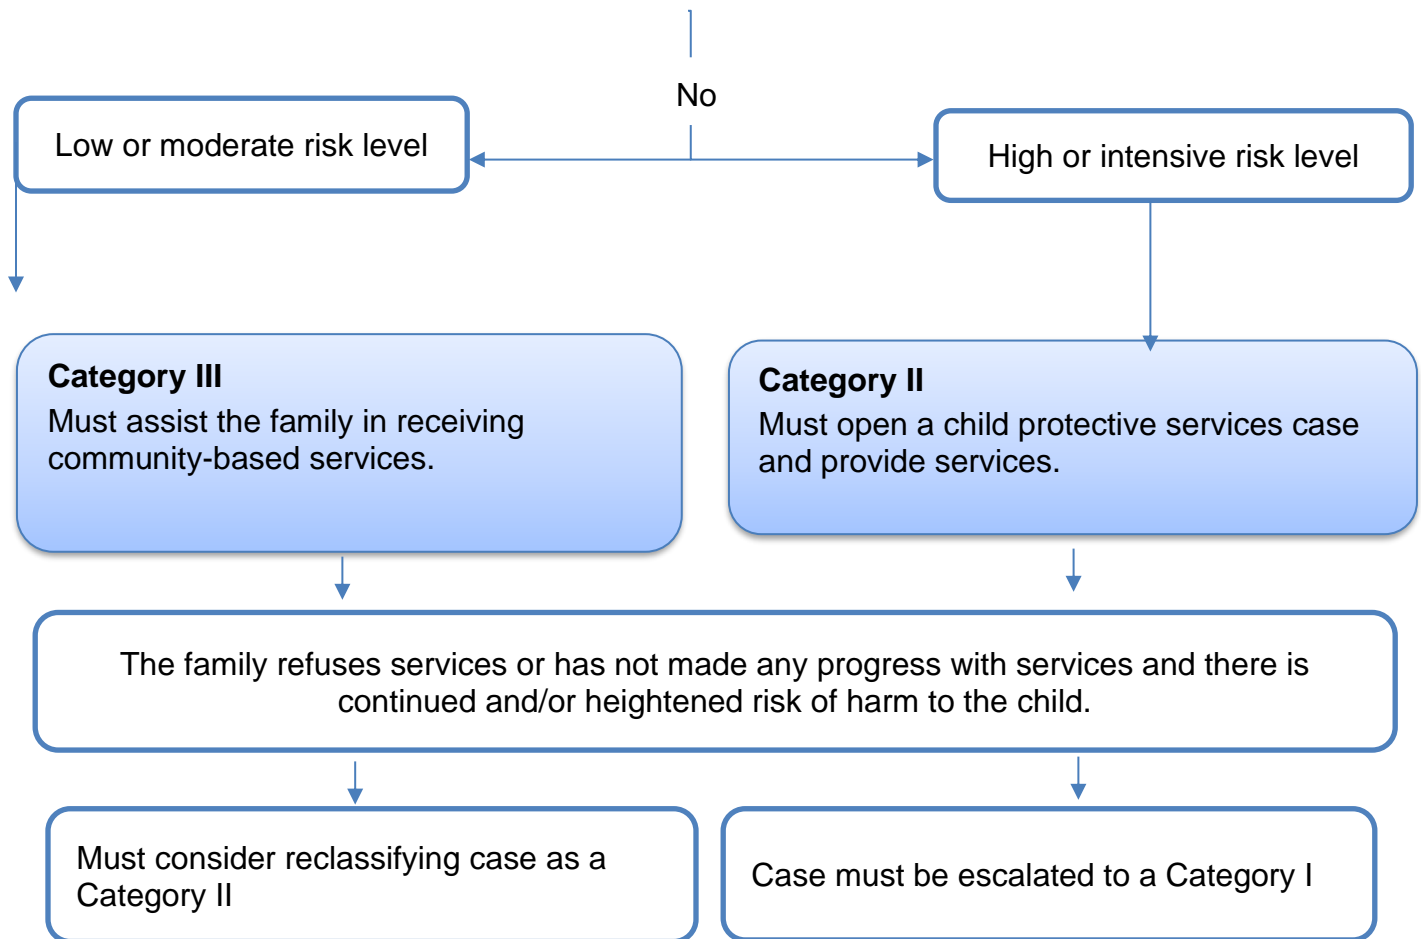 No
Low or moderate risk level
High or intensive risk level
Category III
Must assist the family in receiving
community-based services.
Category II
Must open a child protective services case
and provide services.
The family refuses services or has not made any progress with services and there is
continued and/or heightened risk of harm to the child.
Must consider reclassifying case as a
Category II
Case must be escalated to a Category I